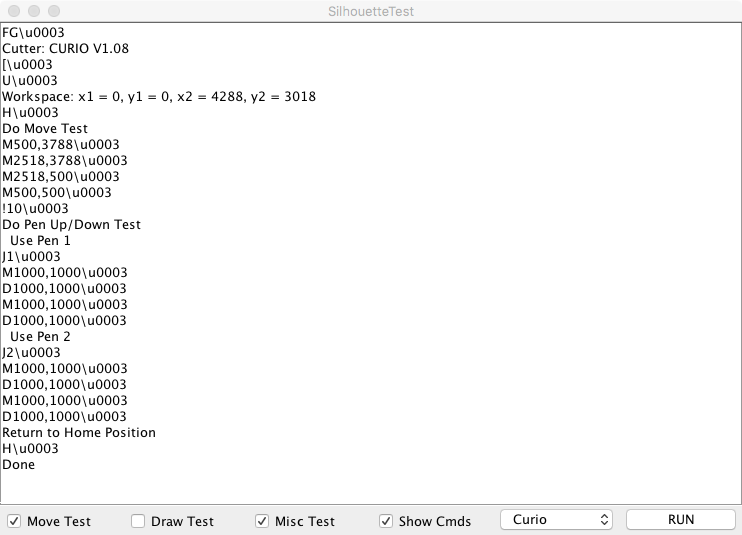 SilhouetteTest
FG\u0003
Cutter: CURIO V1.08
[\u0003
U\u0003
Workspace: x1 = 0, y1 = 0, x2 = 4288, y2 = 3018
H\u0003
Do Move Test
M500,3788\u0003
M2518,3788\u0003
M2518,500\u0003
M500,500\u0003
!10\u0003
Do Pen Up/Down Test
  Use Pen 1
J1\u0003
M1000,1000\u0003
D1000,1000\u0003
M1000,1000\u0003
D1000,1000\u0003
  Use Pen 2
J2\u0003
M1000,1000\u0003
D1000,1000\u0003
M1000,1000\u0003
D1000,1000\u0003
Return to Home Position
H\u0003
Done
Move Test Draw Test Misc Test Show Cmds Curio RUN